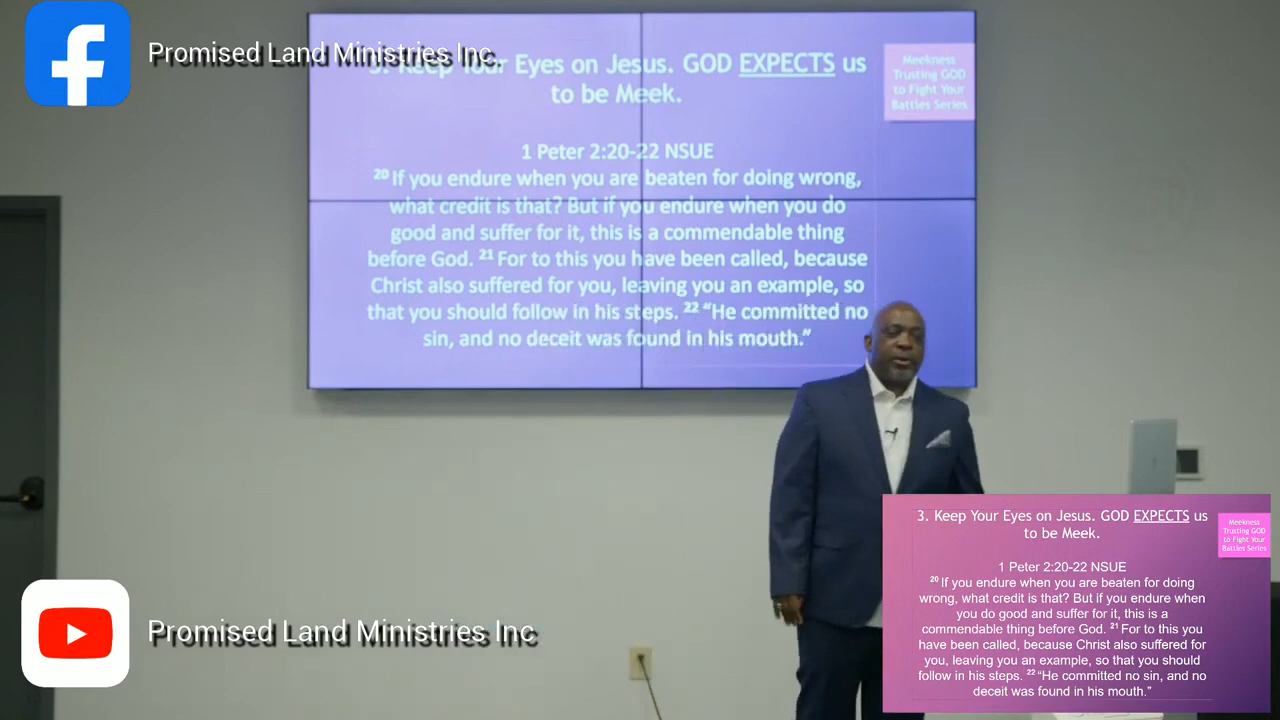 Promised Land Ministries Inc.
3. Keep Your Eyes on Jesus. GOD EXPECTS us
to be Meek.
Meekness
Trusting GOD
to Fight Your
Battles Series
1 Peter 2:20-22 NSUE
20 If you endure when you are beaten for doing wrong,
what credit is that? But if you endure when you do
good and suffer for it, this is a commendable thing
before God. 21 For to this you have been called, because
Christ also suffered for you, leaving you an example, so
that you should follow in his steps. 22 “He committed no
sin, and no deceit was found in his mouth.”
3. Keep Your Eyes on Jesus. GOD EXPECTS us
to be Meek.
Meekness
Trusting GOD
to Fight Your
Battles Series
1 Peter 2:20-22 NSUE
20 If you endure when you are beaten for doing
wrong, what credit is that? But if you endure when
you do good and suffer for it, this is a
commendable thing before God. 21 For to this you
have been called, because Christ also suffered for
you, leaving you an example, so that you should
follow in his steps. 22 “He committed no sin, and no
deceit was found in his mouth.”
Promised Land Ministries Inc